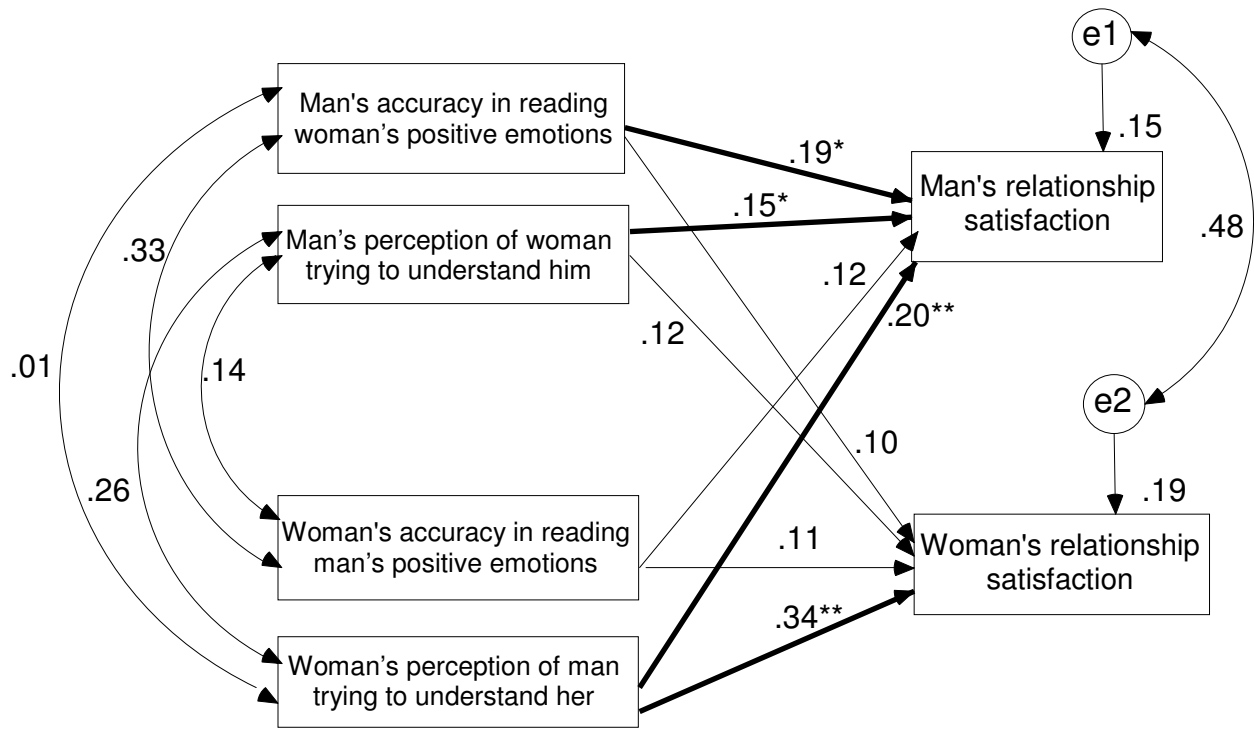 e1
Man's accuracy in reading
woman’s positive emotions
.15
.19*
Man's relationship
satisfaction
.15*
Man’s perception of woman
trying to understand him
.33
.48
.12
.20**
.12
.01
.14
e2
.10
.26
.19
Woman's accuracy in reading
man’s positive emotions
.11
Woman's relationship
satisfaction
.34**
Woman’s perception of man
trying to understand her